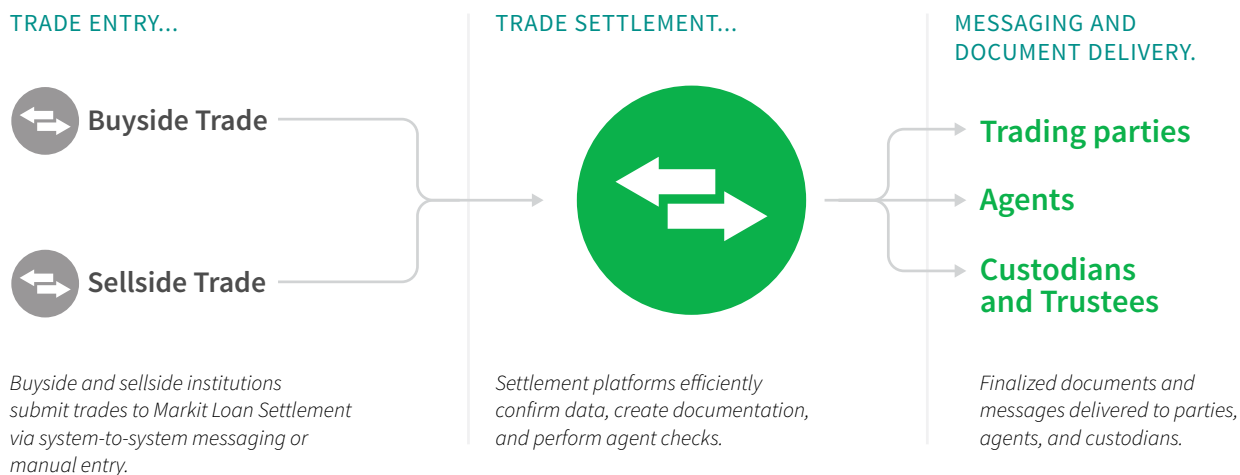 TRADE ENTRY...
Buyside Trade
Sellside Trade
Buyside and sellside institutions
submit trades to Markit Loan Settlement
via system-to-system messaging or
manual entry.
TRADE SETTLEMENT...
Settlement platforms efficiently
confirm data, create documentation,
and perform agent checks.
MESSAGING AND
DOCUMENT DELIVERY.
Trading parties
Agents
Custodians
and Trustees
Finalized documents and
messages delivered to parties,
agents, and custodians.